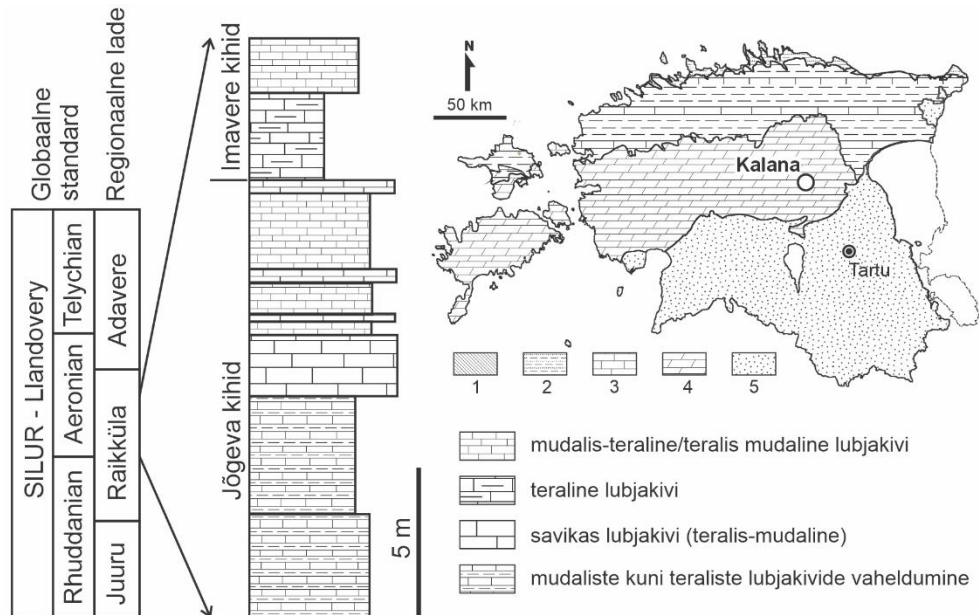 Globaalne
standard
Regionaalne lade
SILUR - Llandovery
Rhuddanian
Aeronian
Telychian
Juuru
Raikküla
Adavere
Imavere kihid
Jõgeva kihid
5 m
N
50 km
Kalana
Tartu
1 2 3 4 5
mudalis-teraline/teralis mudaline lubjakivi
teraline lubjakivi
savikas lubjakivi (teralis-mudaline)
mudaliste kuni teraliste lubjakivide vaheldumine